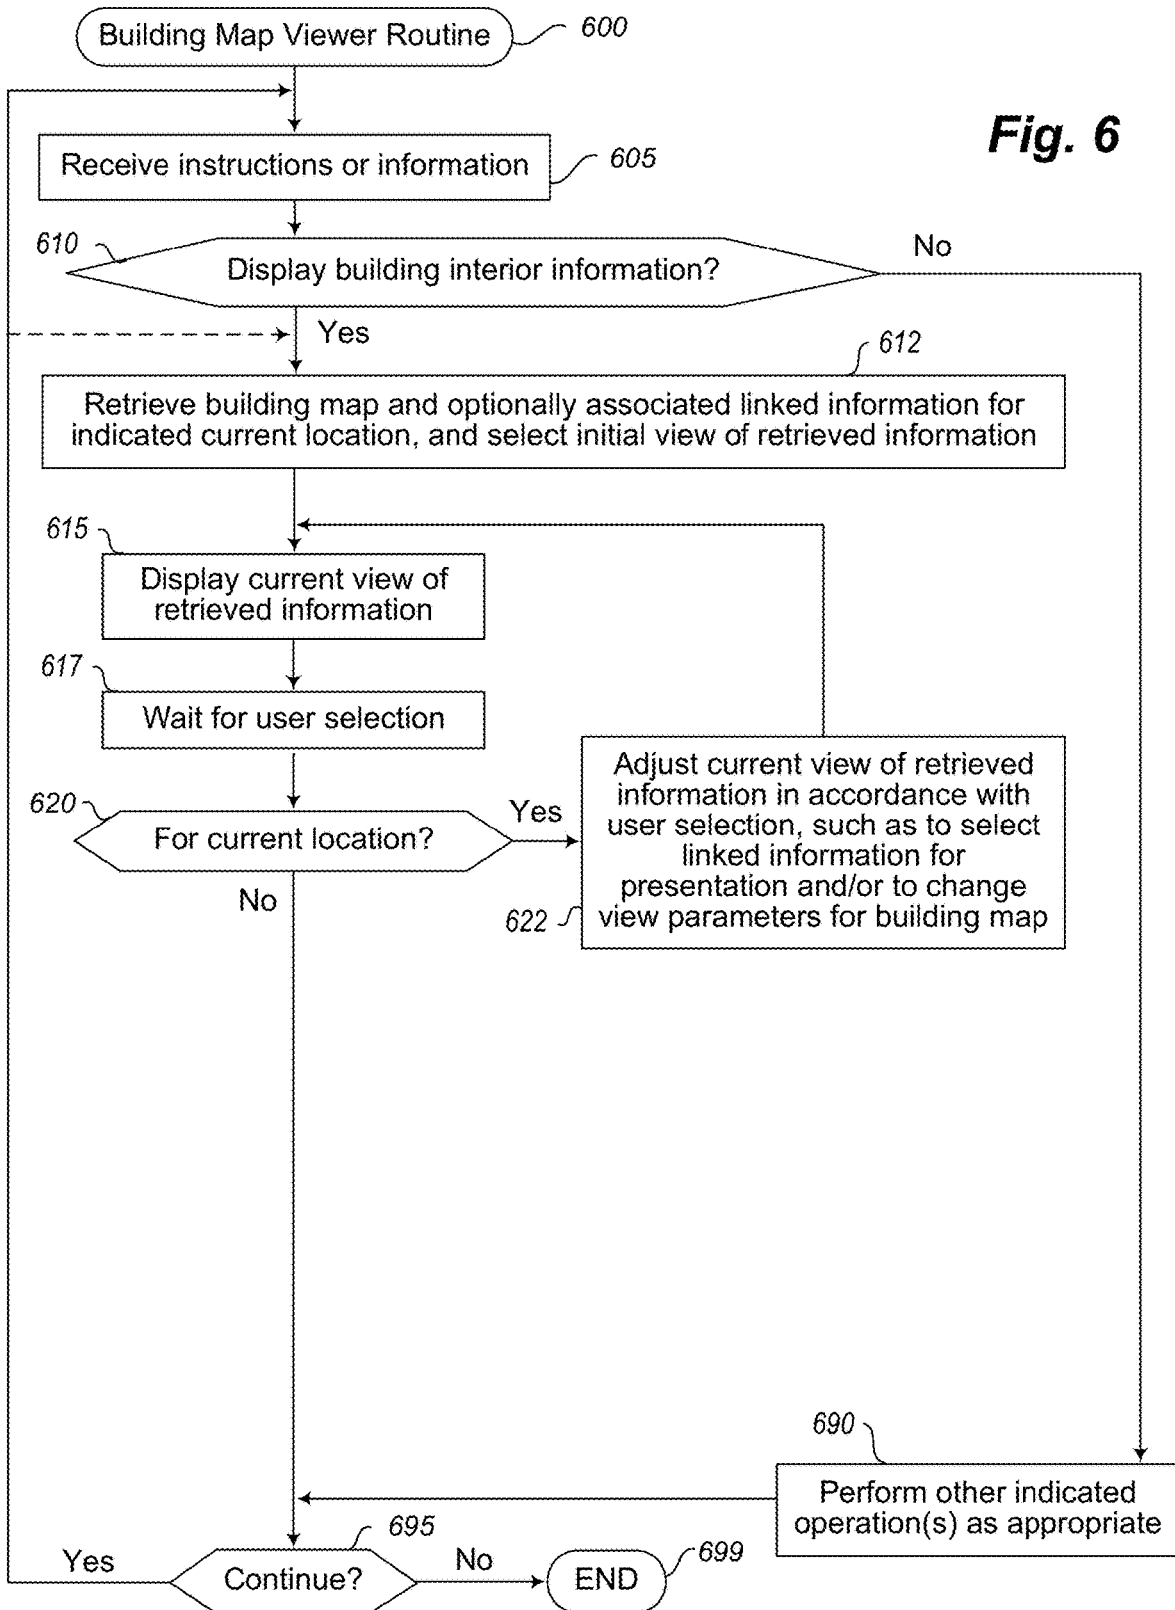 Building Map Viewer Routine
600
Fig. 6
Receive instructions or information
605
610
Display building interior information?
No
Yes
612
Retrieve building map and optionally associated linked information for
indicated current location, and select initial view of retrieved information
615
Display current view of
retrieved information
617
Wait for user selection
620
For current location?
Yes
No
Adjust current view of retrieved
information in accordance with
user selection, such as to select
linked information for
presentation and/or to change
view parameters for building map
622
690
Perform other indicated
operation(s) as appropriate
695
Yes
Continue?
No
END
699